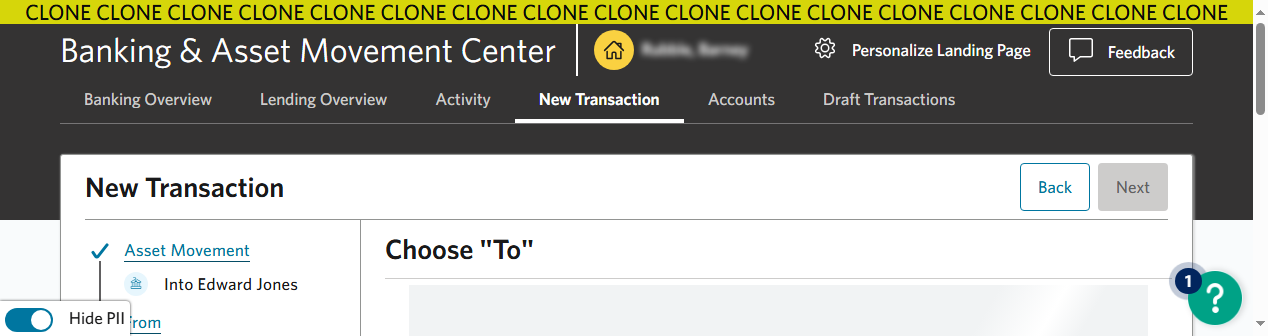 CLONE CLONE CLONE CLONE CLONE CLONE CLONE CLONE CLONE CLONE CLONE CLONE CLONE CLONE CLONE CLONE CLONE
Banking & Asset Movement Center
Personalize Landing Page
Feedback
Banking Overview Lending Overview Activity New Transaction Accounts Draft Transactions
New Transaction
Back Next
Asset Movement
Choose "To"
Into Edward Jones
1
?
Hide PII